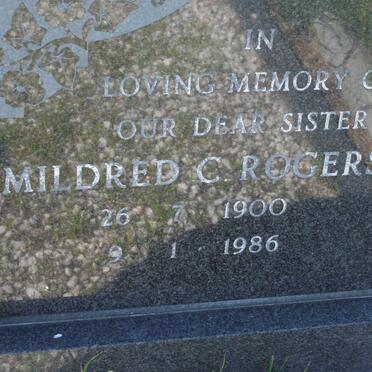 IN
LOVING MEMORY O
OUR DEAR SISTER
MILDRED C. ROGERS
26 7 1900
9 1 1986